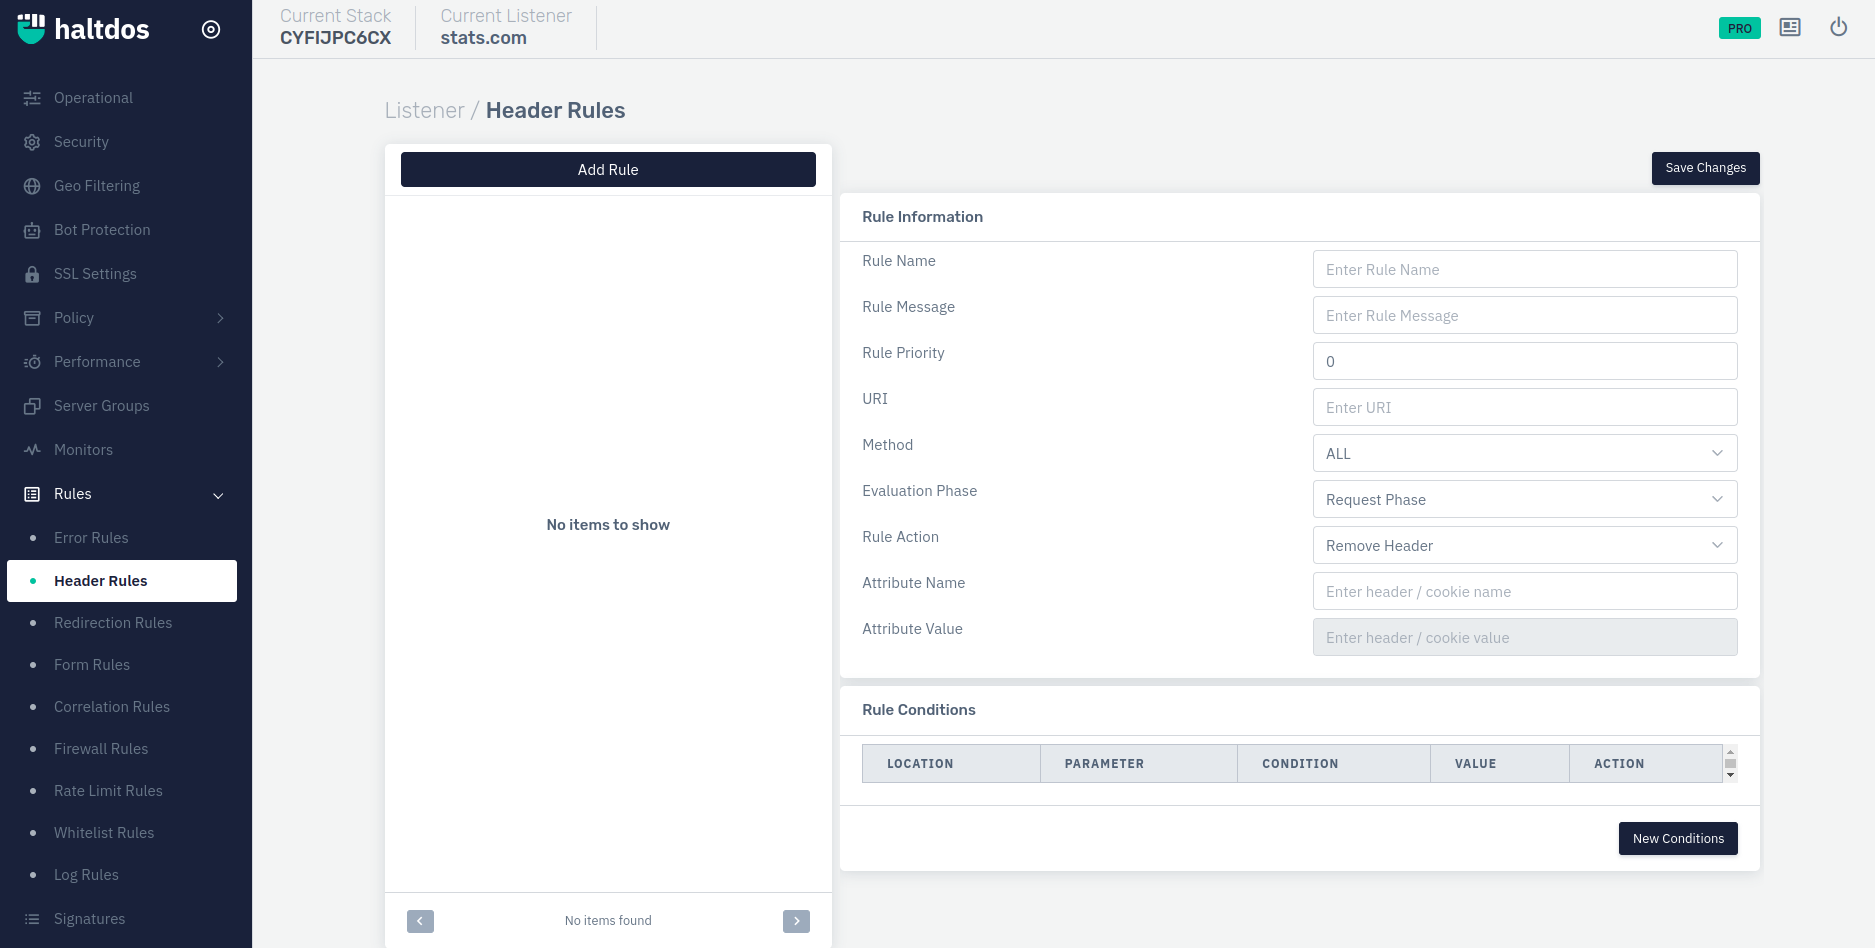 haltdos
Current Stack
CYFIJPC6CX
Current Listener
stats.com
PRO
Operational
Security
Geo Filtering
Bot Protection
SSL Settings
Policy
Performance
Server Groups
Monitors
Rules
Error Rules
Header Rules
Redirection Rules
Form Rules
Correlation Rules
Firewall Rules
Rate Limit Rules
Whitelist Rules
Log Rules
Signatures
Listener / Header Rules
Add Rule
No items to show
No items found
Save Changes
Rule Information
Rule Name
Enter Rule Name
Rule Message
Enter Rule Message
Rule Priority
0
URI
Enter URI
Method
ALL
Evaluation Phase
Request Phase
Rule Action
Remove Header
Attribute Name
Enter header / cookie name
Attribute Value
Enter header / cookie value
Rule Conditions
LOCATION PARAMETER CONDITION VALUE ACTION
New Conditions